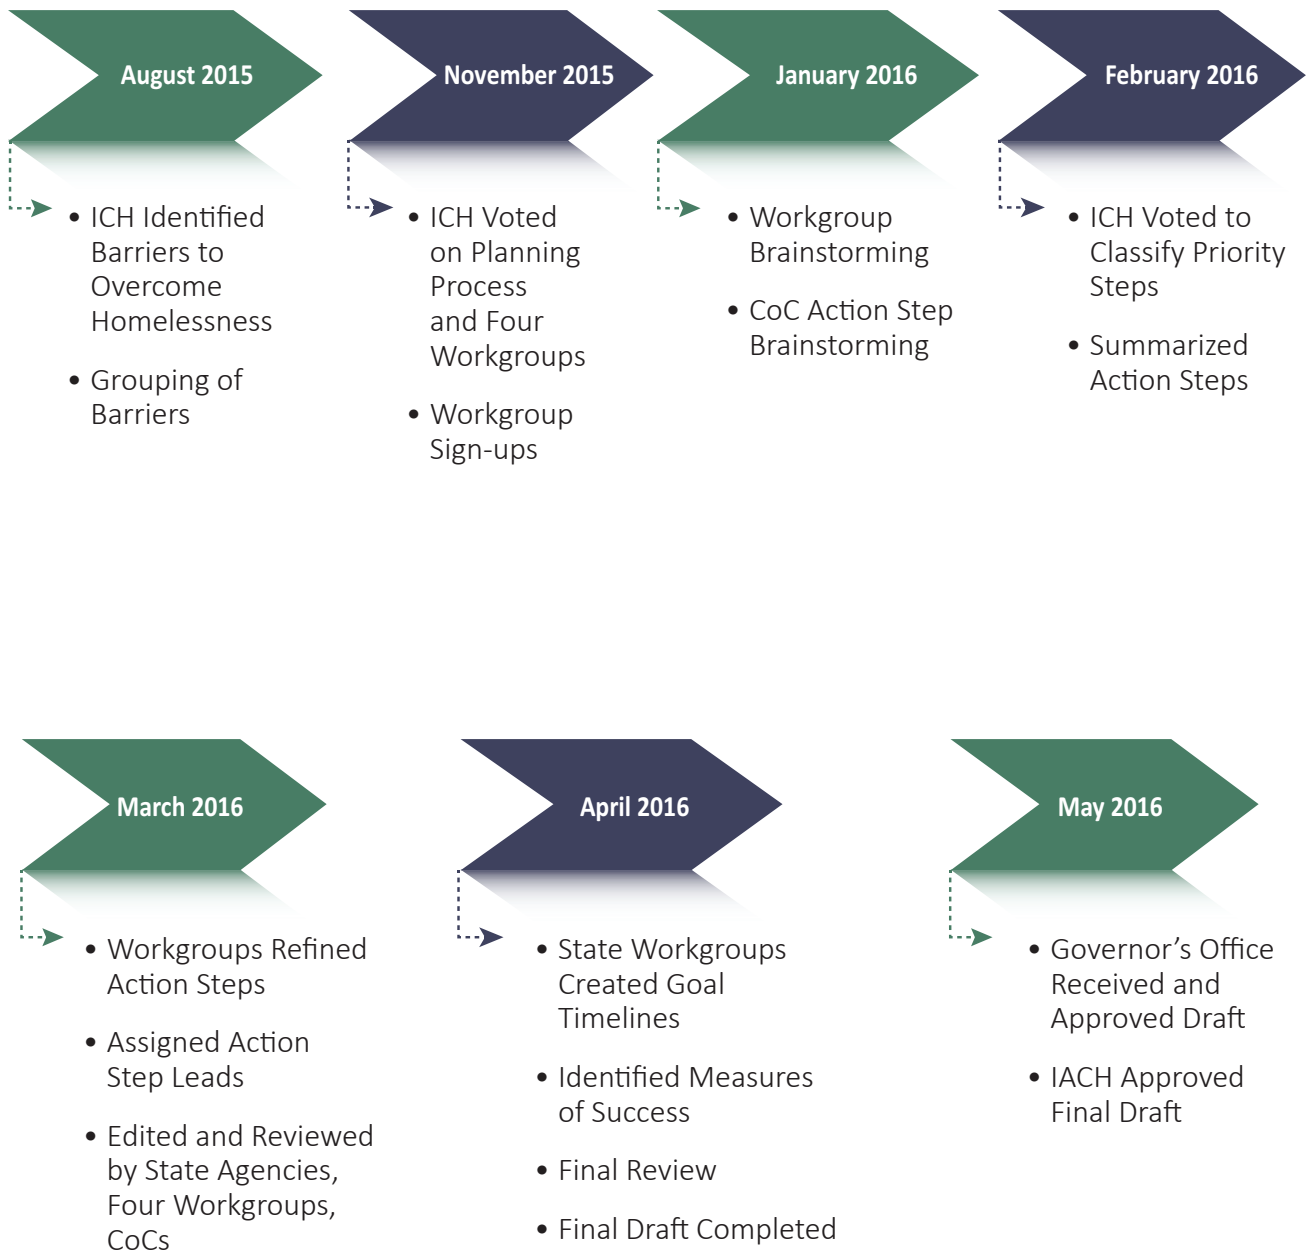 August 2015
• ICH Identified
Barriers to
Overcome
Homelessness
• Grouping of
Barriers
November 2015
• ICH Voted
on Planning
Process
and Four
Workgroups
• Workgroup
Sign-ups
January 2016
• Workgroup
Brainstorming
• CoC Action Step
Brainstorming
February 2016
• ICH Voted to
Classify Priority
Steps
• Summarized
Action Steps
March 2016
• Workgroups Refined
Action Steps
• Assigned Action
Step Leads
• Edited and Reviewed
by State Agencies,
Four Workgroups,
CoCs
April 2016
• State Workgroups
Created Goal
Timelines
• Identified Measures
of Success
• Final Review
• Final Draft Completed
May 2016
• Governor’s Office
Received and
Approved Draft
• IACH Approved
Final Draft